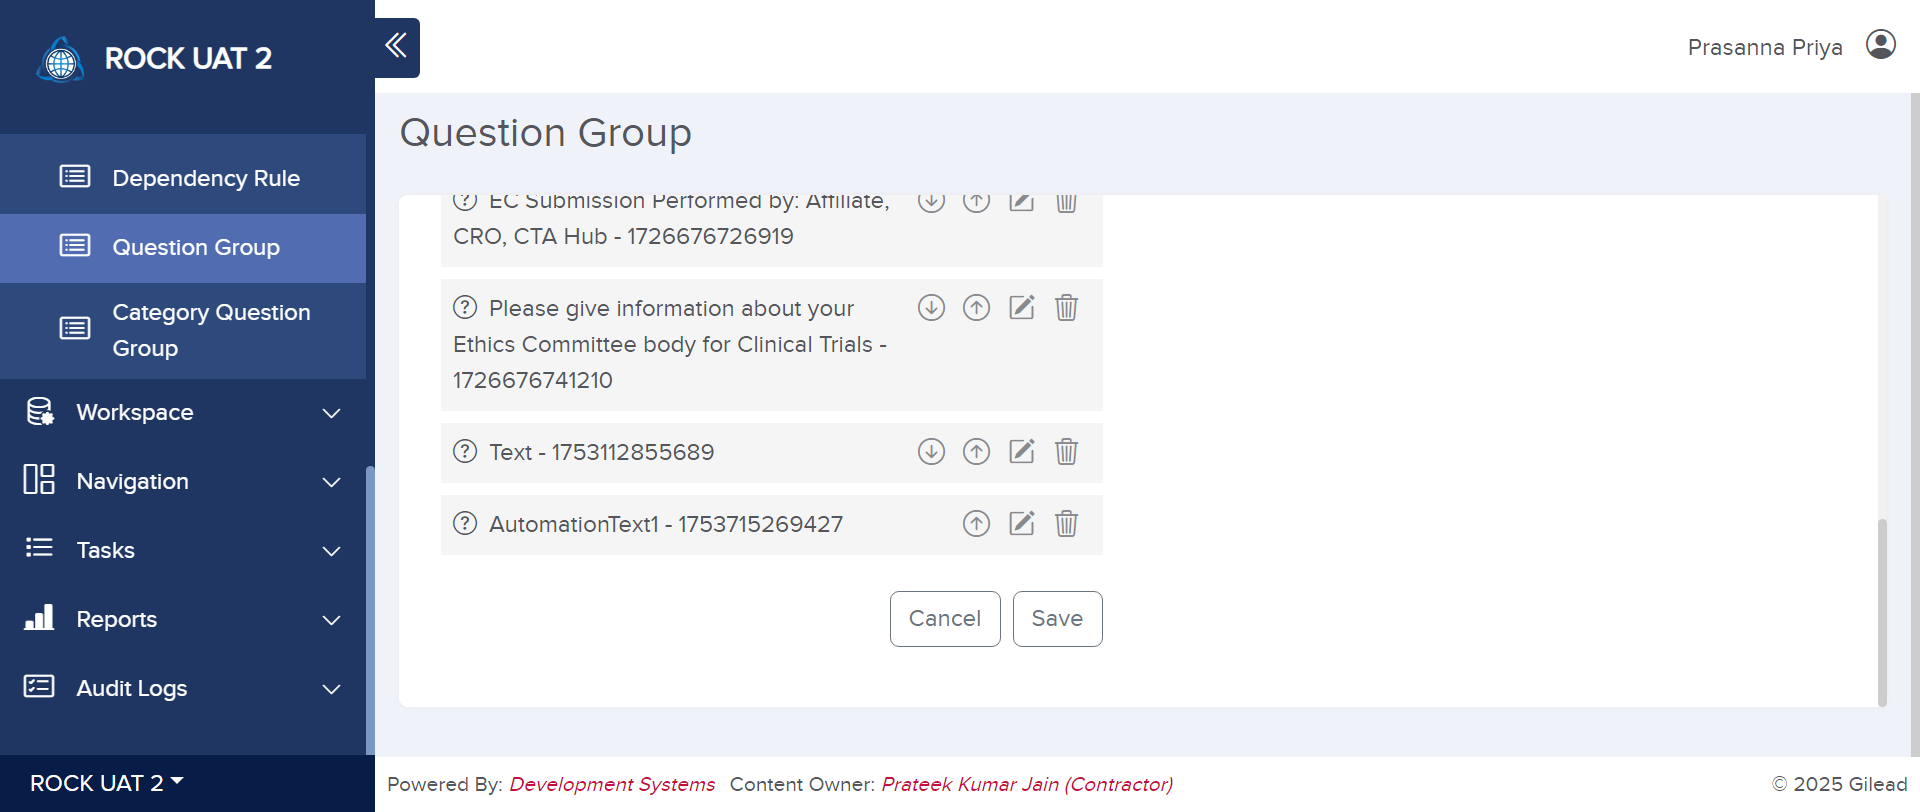 ROCK UAT 2
Prasanna Priya
Question Group
Dependency Rule
Question Group
Category Question
Group
Workspace
Navigation
Tasks
Reports
Audit Logs
ROCK UAT 2
EC Submission Performed by: Affiliate,
CRO, CTA Hub - 1726676726919
Please give information about your
Ethics Committee body for Clinical Trials -
1726676741210
Text - 1753112855689
AutomationText1 - 1753715269427
Cancel Save
Powered By: Development Systems Content Owner: Prateek Kumar Jain (Contractor)
© 2025 Gilead